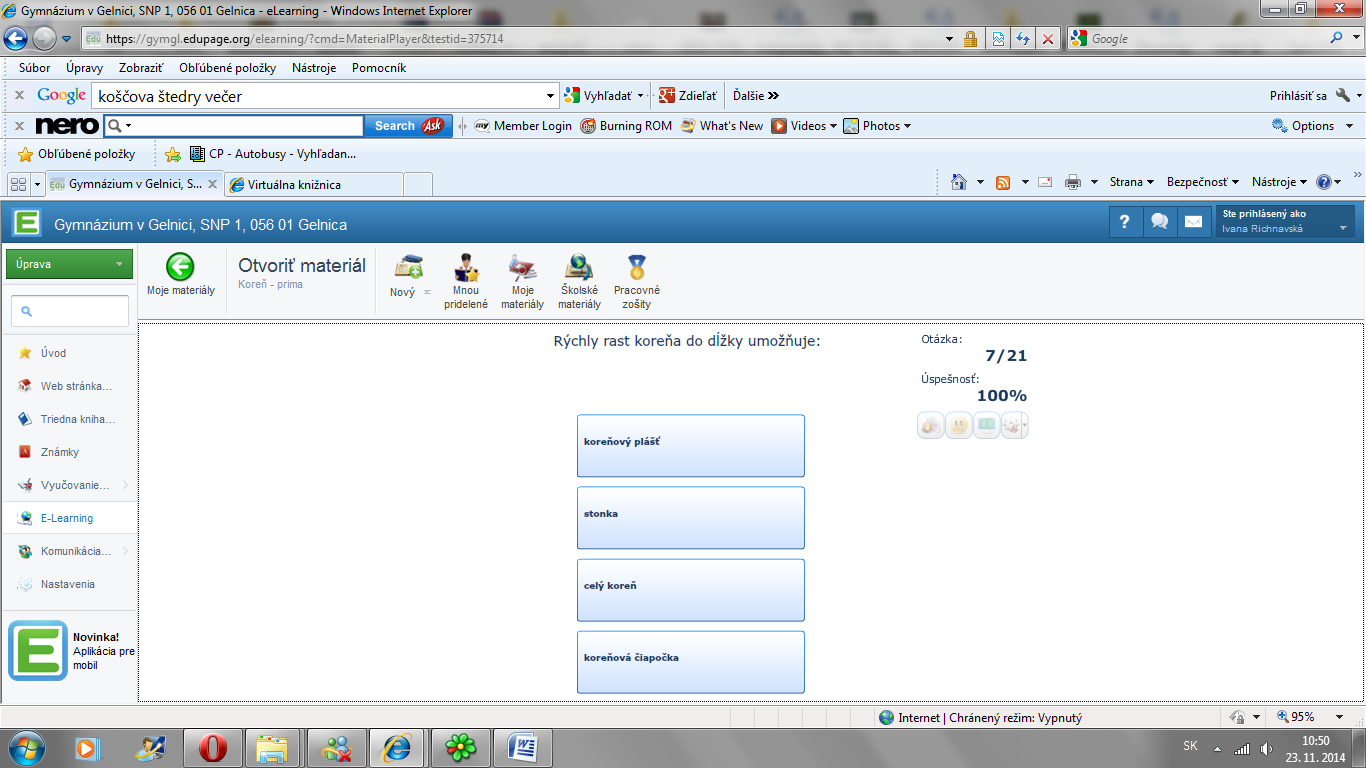 Gymnázium v Gelnici, SNP 1, 056 01 Gelnica - eLearning - Windows Internet Explorer
Edu https://gymgl.edupage.org/elearning/?cmd=MaterialPlayer&testid=375714
Google
Súbor Úpravy Zobraziť Obľúbené položky Nástroje Pomocník
x Google koščova štedry večer Vyhľadať Zdieľať Ďalšie Prihlásiť sa
x nero Search Ask my Member Login Burning ROM What's New Videos Photos Options
Obľúbené položky CP - Autobusy - Vyhľadan...
Edu Gymnázium v Gelnici, S... x Virtuálna knižnica Strana Bezpečnosť Nástroje
Gymnázium v Gelnici, SNP 1, 056 01 Gelnica
?
Ste prihlásený ako
Ivana Richnavská
Úprava
Moje materiály
Otvoriť materiál
Koreň - prima
Nový
Mnou
pridelené
Moje
materiály
Školské
materiály
Pracovné
zošity
Úvod
Web stránka...
Triedna kniha...
Známky
Vyučovanie...
E-Learning
Komunikácia...
Nastavenia
Novinka!
Aplikácia pre
mobil
Rýchly rast koreňa do dĺžky umožňuje:
Otázka:
7/21
Úspešnosť:
100%
koreňový plášť
stonka
celý koreň
koreňová čiapočka
Internet | Chránený režim: Vypnutý
95%
SK
10:50
23. 11. 2014